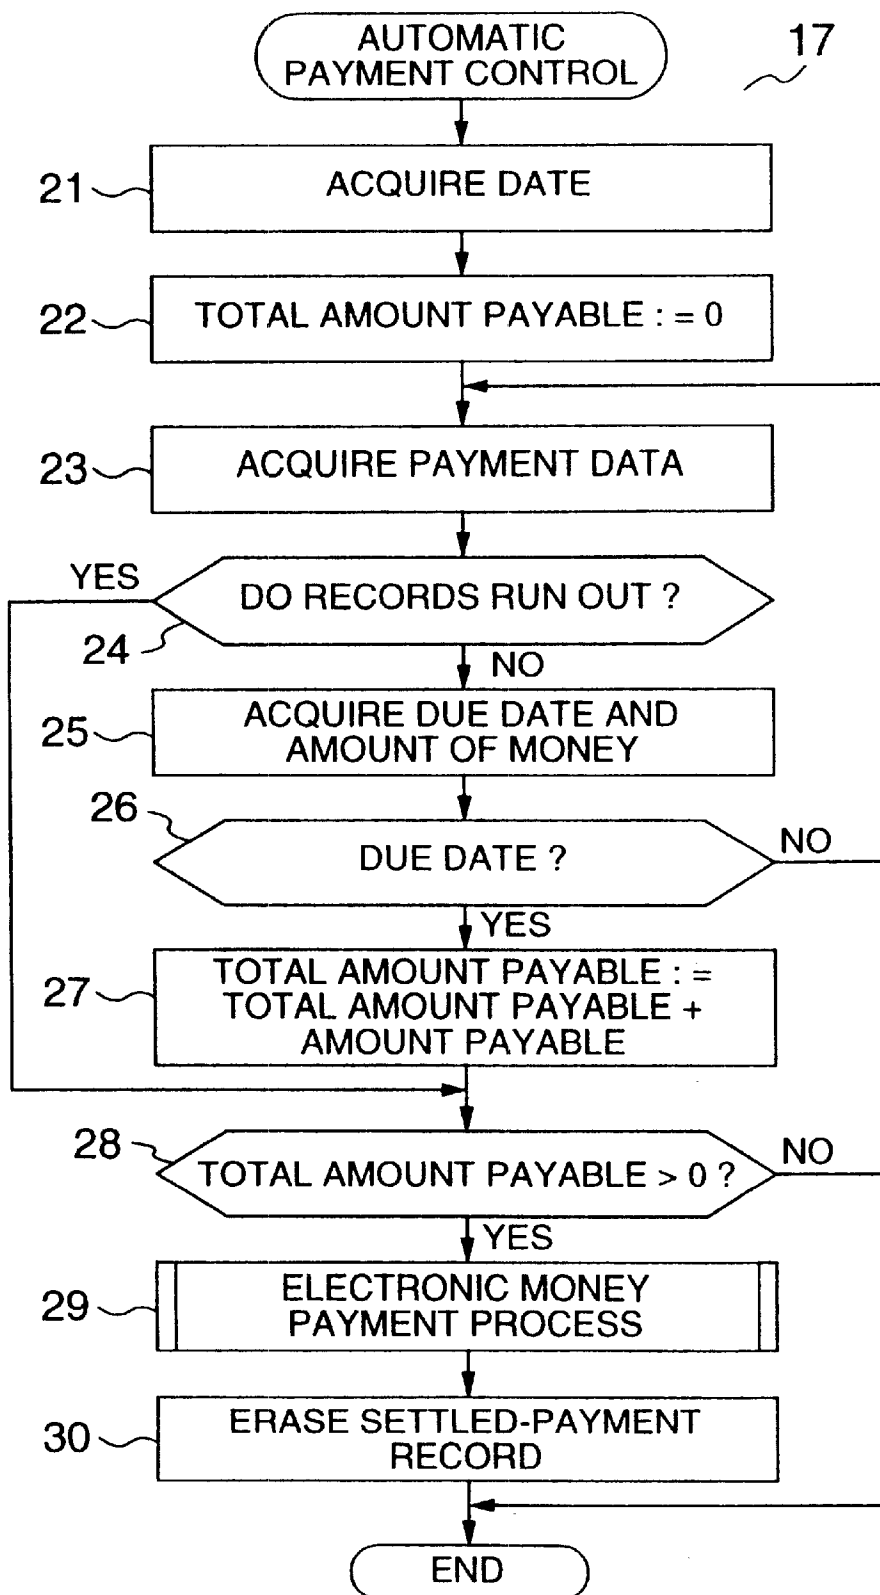 AUTOMATIC
PAYMENT CONTROL
17
21
ACQUIRE DATE
22
TOTAL AMOUNT PAYABLE : = 0
23
ACQUIRE PAYMENT DATA
YES
DO RECORDS RUN OUT ?
24
NO
25
ACQUIRE DUE DATE AND
AMOUNT OF MONEY
26
DUE DATE ?
NO
YES
27
TOTAL AMOUNT PAYABLE : =
TOTAL AMOUNT PAYABLE +
AMOUNT PAYABLE
28
TOTAL AMOUNT PAYABLE > 0 ?
NO
YES
29
ELECTRONIC MONEY
PAYMENT PROCESS
30
ERASE SETTLED-PAYMENT
RECORD
END